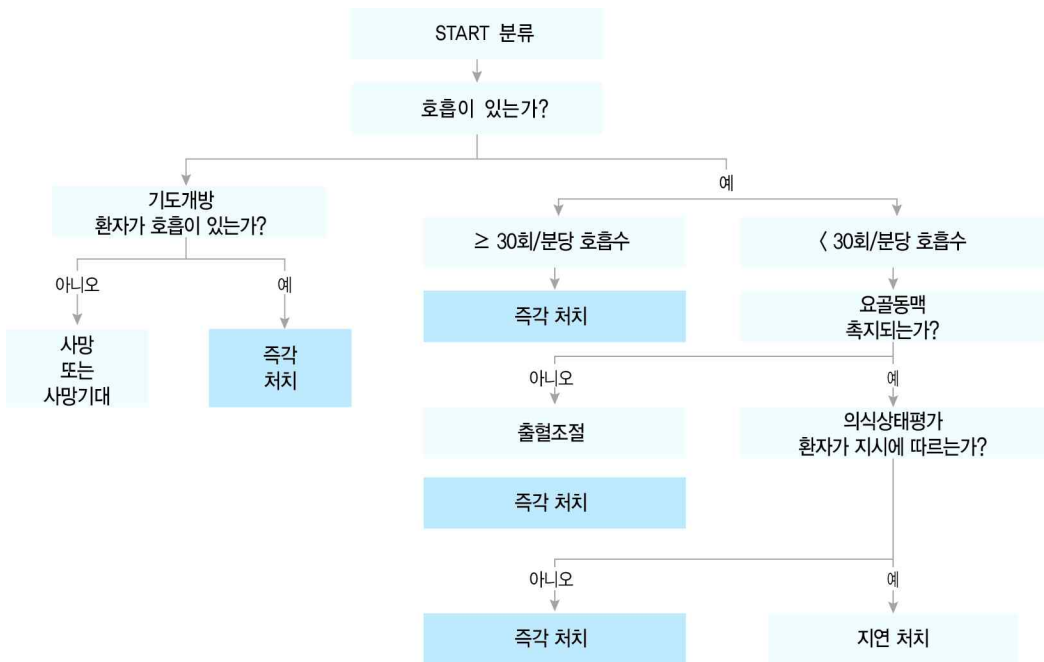 START 분류
호흡이 있는가?
예
기도개방
환자가 호흡이 있는가?
≥ 30회/분당 호흡수
< 30회/분당 호흡수
아니오
예
즉각 처치
요골동맥
촉지되는가?
사망
또는
사망기대
즉각
처치
아니오
예
출혈조절
의식상태평가
환자가 지시에 따르는가?
즉각 처치
아니오
예
즉각 처치
지연 처치